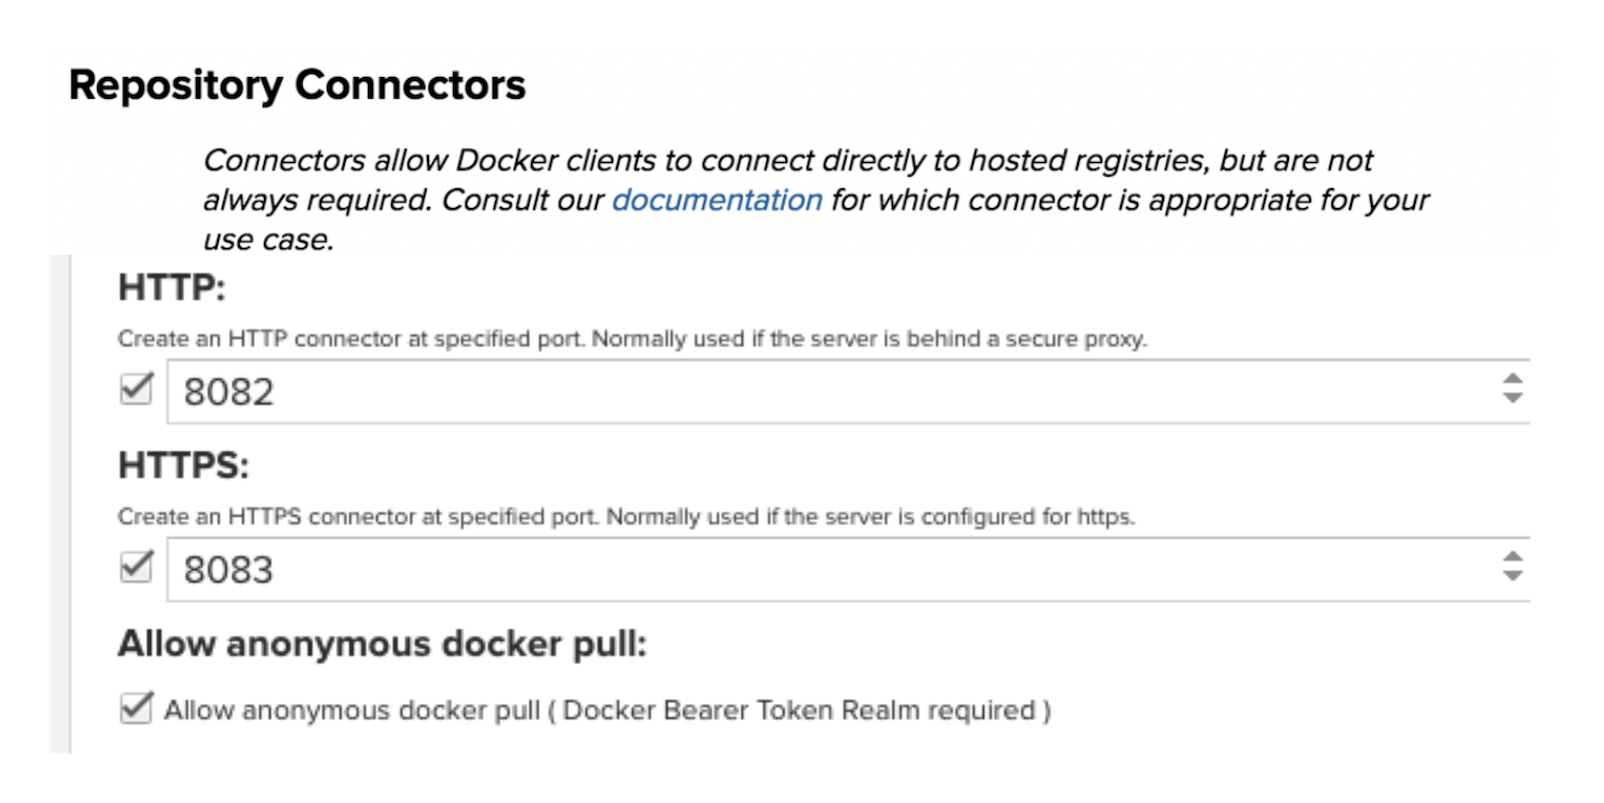 Repository Connectors
Connectors allow Docker clients to connect directly to hosted registries, but are not
always required. Consult our documentation for which connector is appropriate for your
use case.
HTTP:
Create an HTTP connector at specified port. Normally used if the server is behind a secure proxy.
8082
HTTPS:
Create an HTTPS connector at specified port. Normally used if the server is configured for https.
8083
Allow anonymous docker pull:
Allow anonymous docker pull ( Docker Bearer Token Realm required )